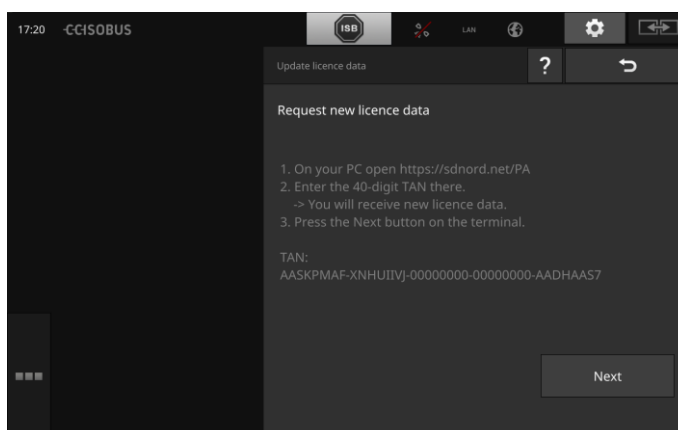 17:20 CCISOBUS ISB LAN
Update licence data ?
Request new licence data
1. On your PC open https://sdnord.net/PA
2. Enter the 40-digit TAN there.
-> You will receive new licence data.
3. Press the Next button on the terminal.
TAN:
AASKPMAF-XNHUIIVJ-00000000-00000000-AADHAAS7
Next